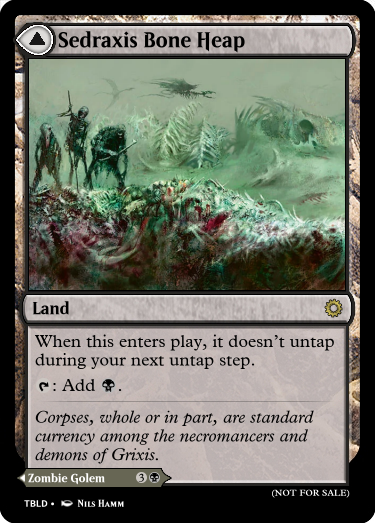 Sedraxis Bone Heap
Land
When this enters play, it doesn't untap
during your next untap step.
: Add .
Corpses, whole or in part, are standard
currency among the necromancers and
demons of Grixis.
Zombie Golem 3
TBLD • Nils Hamm
(NOT FOR SALE)